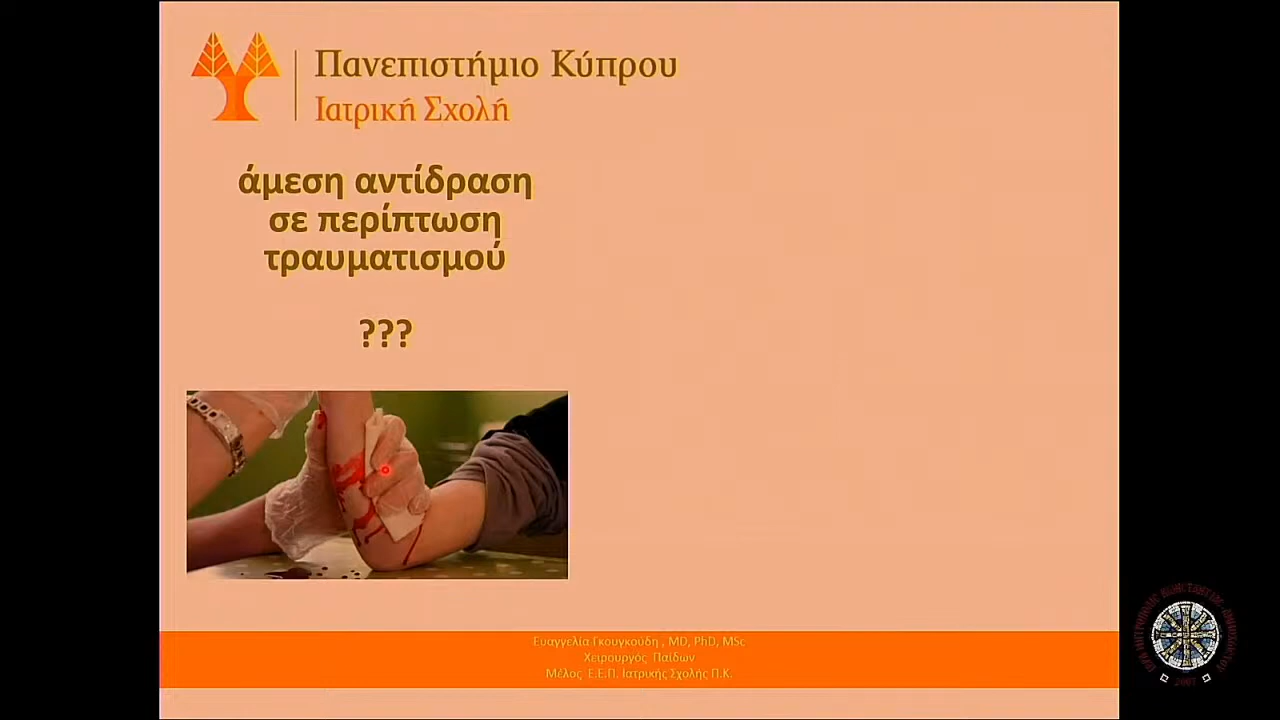 Πανεπιστήμιο Κύπρου
Ιατρική Σχολή
άμεση αντίδραση
σε περίπτωση
τραυματισμού
???
Ευαγγελία Γκουγκούδη , MD, PhD, MSc
Χειρουργός Παίδων
Μέλος Ε.Ε.Π. Ιατρικής Σχολής Π.Κ.
2007